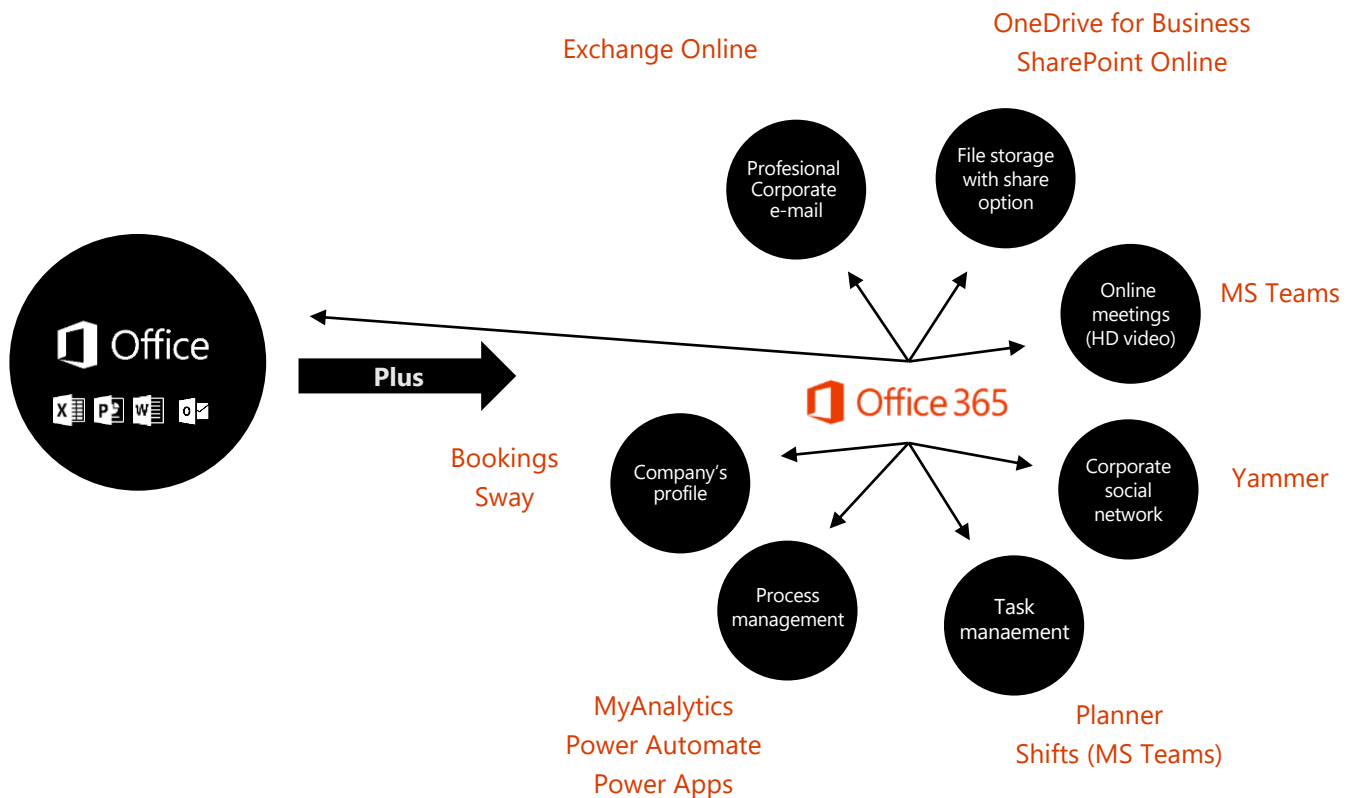 Exchange Online
OneDrive for Business
SharePoint Online
Profesional
Corporate
e-mail
File storage
with share
option
Online
meetings
(HD video)
MS Teams
Office
X P W O
Plus
Office 365
Bookings
Sway
Company's
profile
Corporate
social
network
Yammer
Process
management
Task
manaement
MyAnalytics
Power Automate
Power Apps
Planner
Shifts (MS Teams)